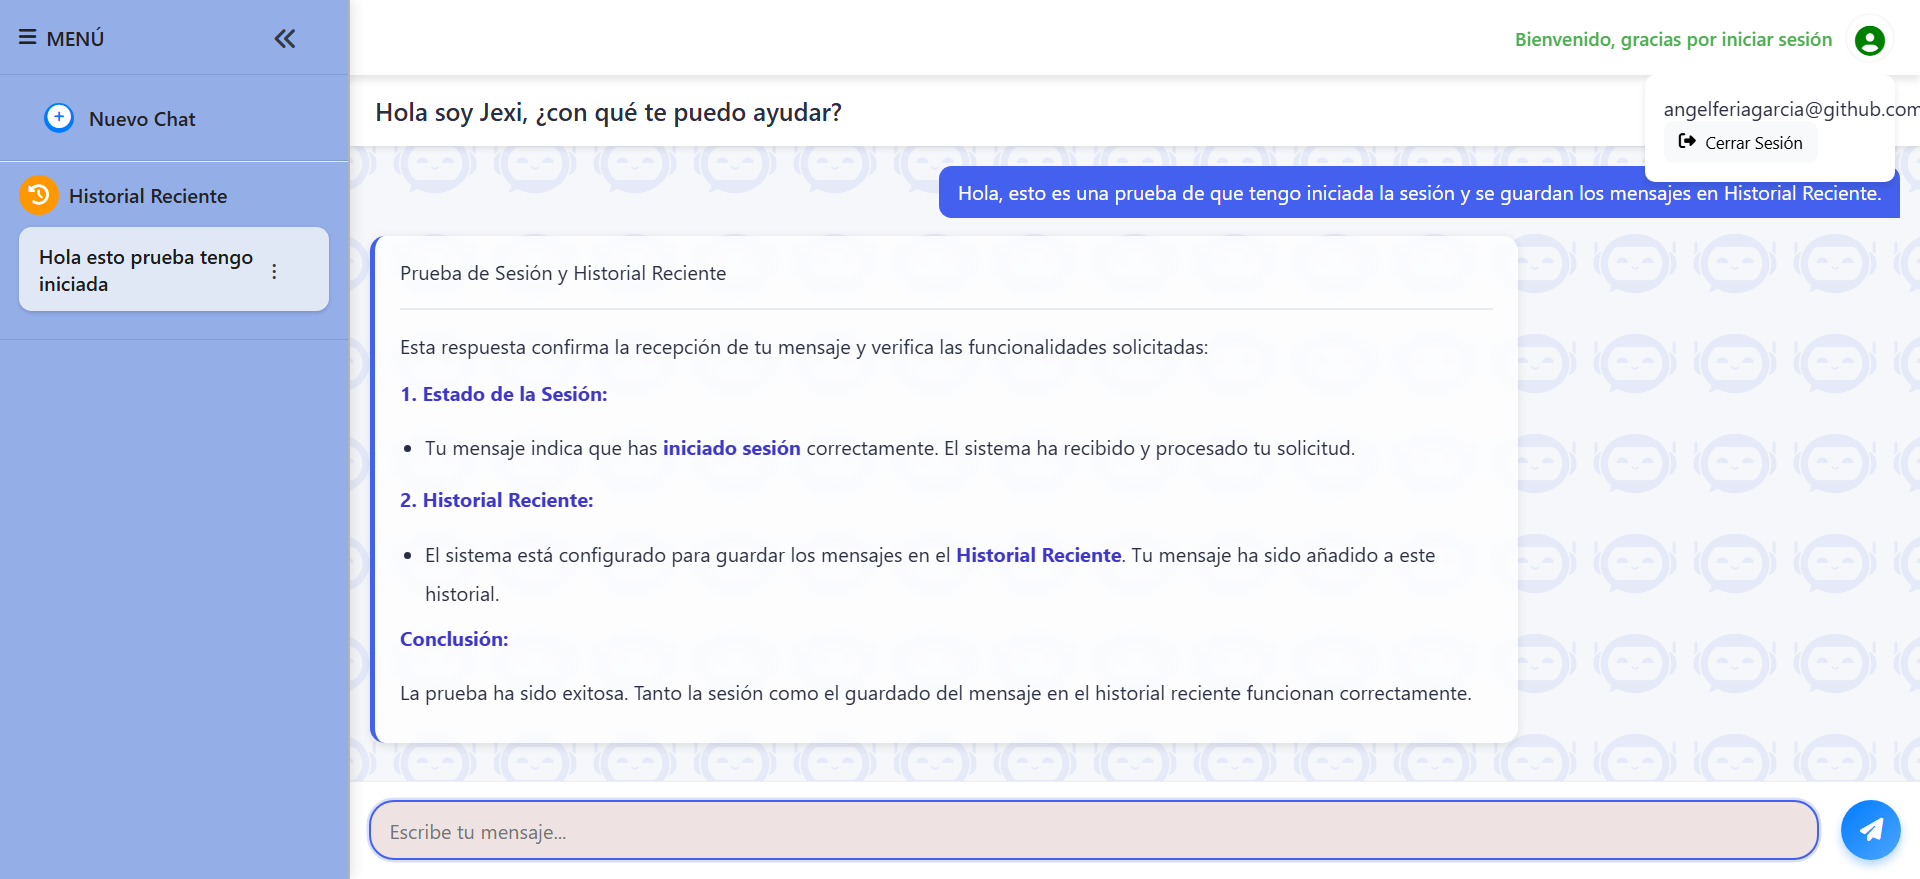 MENÚ
Nuevo Chat
Historial Reciente
Hola esto prueba tengo
iniciada
Bienvenido, gracias por iniciar sesión
angelferiagarcia@github.com
Cerrar Sesión
Hola soy Jexi, ¿con qué te puedo ayudar?
Hola, esto es una prueba de que tengo iniciada la sesión y se guardan los mensajes en Historial Reciente.
Prueba de Sesión y Historial Reciente
Esta respuesta confirma la recepción de tu mensaje y verifica las funcionalidades solicitadas:
1. Estado de la Sesión:
• Tu mensaje indica que has iniciado sesión correctamente. El sistema ha recibido y procesado tu solicitud.
2. Historial Reciente:
• El sistema está configurado para guardar los mensajes en el Historial Reciente. Tu mensaje ha sido añadido a este
historial.
Conclusión:
La prueba ha sido exitosa. Tanto la sesión como el guardado del mensaje en el historial reciente funcionan correctamente.
Escribe tu mensaje...